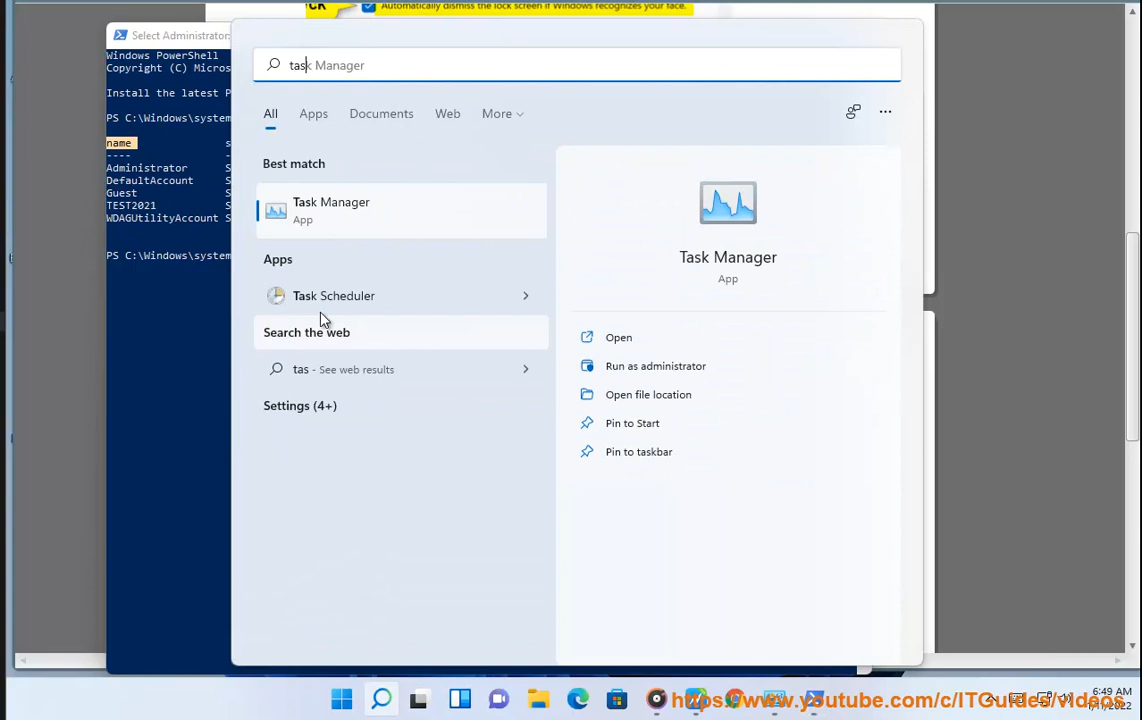 CK
Automatically dismiss the lock screen if Windows recognizes your face.
Select Administrator:
Windows PowerShell
Copyright (C) Micros
Install the latest P
PS C:\Windows\system
name s
---- -
Administrator S
DefaultAccount S
Guest S
TEST2021 S
WDAGUtilityAccount S
PS C:\Windows\system
task Manager
All Apps Documents Web More
Best match
Task Manager
App
Apps
Task Scheduler
Search the web
tas - See web results
Settings (4+)
Task Manager
App
Open
Run as administrator
Open file location
Pin to Start
Pin to taskbar
https://www.youtube.com/c/ITGuides/videos
6:49 AM
1/11/2022